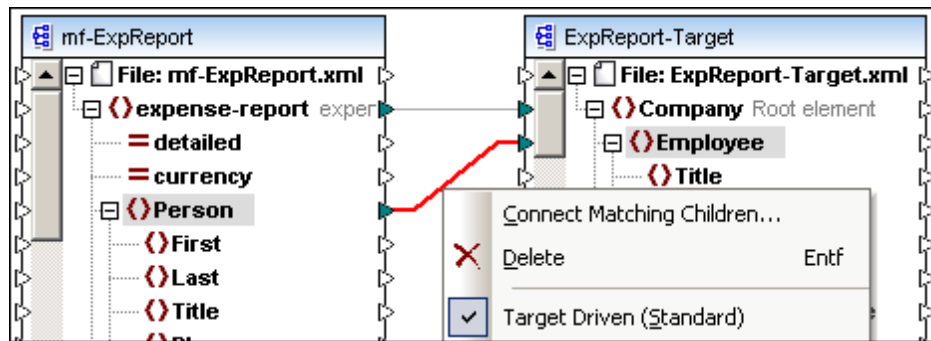 mf-ExpReport
File: mf-ExpReport.xml
expense-report exper
detailed
currency
Person
First
Last
Title
ExpReport-Target
File: ExpReport-Target.xml
Company Root element
Employee
Title
Connect Matching Children...
Delete Entf
Target Driven (Standard)